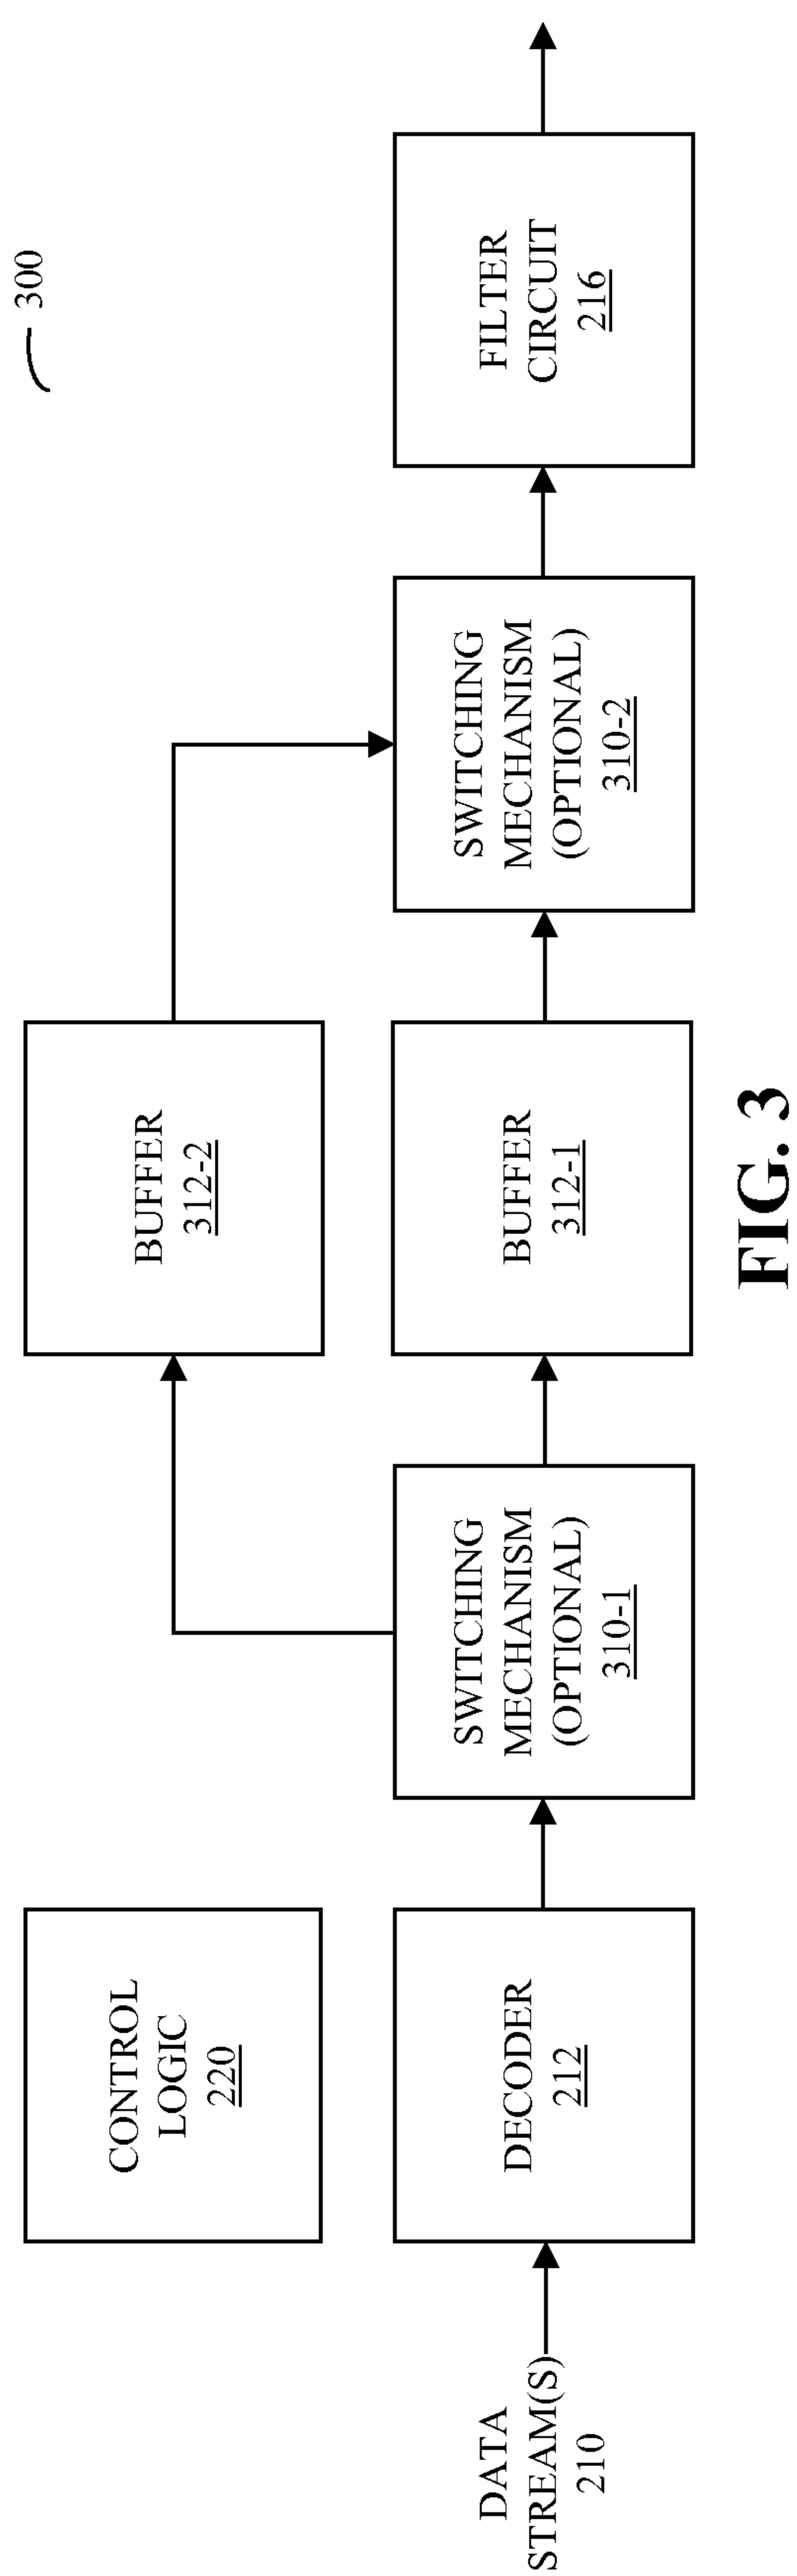 300
CONTROL
LOGIC
220
BUFFER
312-2
DATA
STREAM(S)
210
DECODER
212
SWITCHING
MECHANISM
(OPTIONAL)
310-1
BUFFER
312-1
SWITCHING
MECHANISM
(OPTIONAL)
310-2
FILTER
CIRCUIT
216
FIG. 3